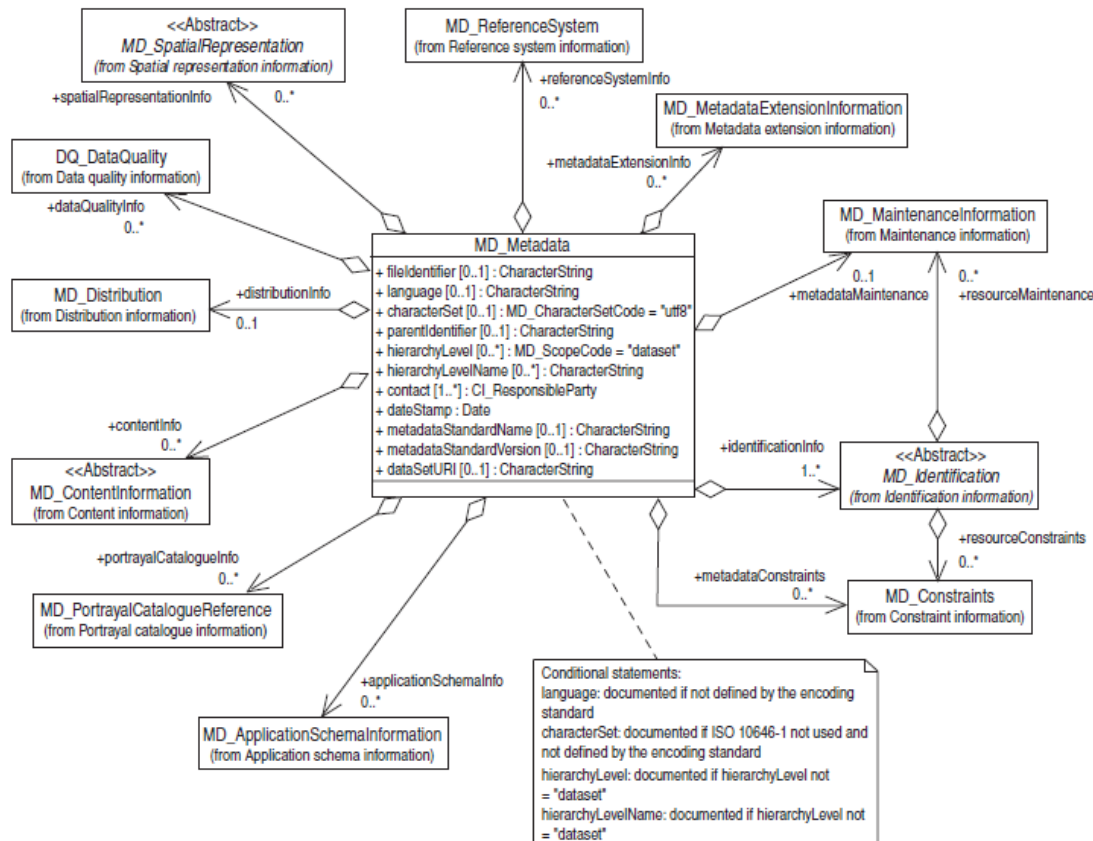 <<Abstract>>
MD_SpatialRepresentation
(from Spatial representation information)
MD_ReferenceSystem
(from Reference system information)
+spatialRepresentationInfo
0..*
+referenceSystemInfo
0..*
MD_MetadataExtensionInformation
(from Metadata extension information)
+metadataExtensionInfo
0..*
DQ_DataQuality
(from Data quality information)
+dataQualityInfo
0..*
MD_MaintenanceInformation
(from Maintenance information)
0..1
+metadataMaintenance
0..*
+resourceMaintenance
MD_Distribution
(from Distribution information)
+distributionInfo
0..1
MD_Metadata
+ fileIdentifier [0..1] : CharacterString
+ language [0..1] : CharacterString
+ characterSet [0..1] : MD_CharacterSetCode = "utf8"
+ parentIdentifier [0..1] : CharacterString
+ hierarchyLevel [0..*] : MD_ScopeCode = "dataset"
+ hierarchyLevelName [0..*] : CharacterString
+ contact [1..*] : CI_ResponsibleParty
+ dateStamp : Date
+ metadataStandardName [0..1] : CharacterString
+ metadataStandardVersion [0..1] : CharacterString
+ dataSetURI [0..1] : CharacterString
+contentInfo
0..*
<<Abstract>>
MD_ContentInformation
(from Content information)
+identificationInfo
1..*
<<Abstract>>
MD_Identification
(from Identification information)
+resourceConstraints
0..*
+metadataConstraints
0..*
MD_Constraints
(from Constraint information)
+portrayalCatalogueInfo
0..*
MD_PortrayalCatalogueReference
(from Portrayal catalogue information)
+applicationSchemaInfo
0..*
MD_ApplicationSchemaInformation
(from Application schema information)
Conditional statements:
language: documented if not defined by the encoding
standard
characterSet: documented if ISO 10646-1 not used and
not defined by the encoding standard
hierarchyLevel: documented if hierarchyLevel not
= "dataset"
hierarchyLevelName: documented if hierarchyLevel not
= "dataset"